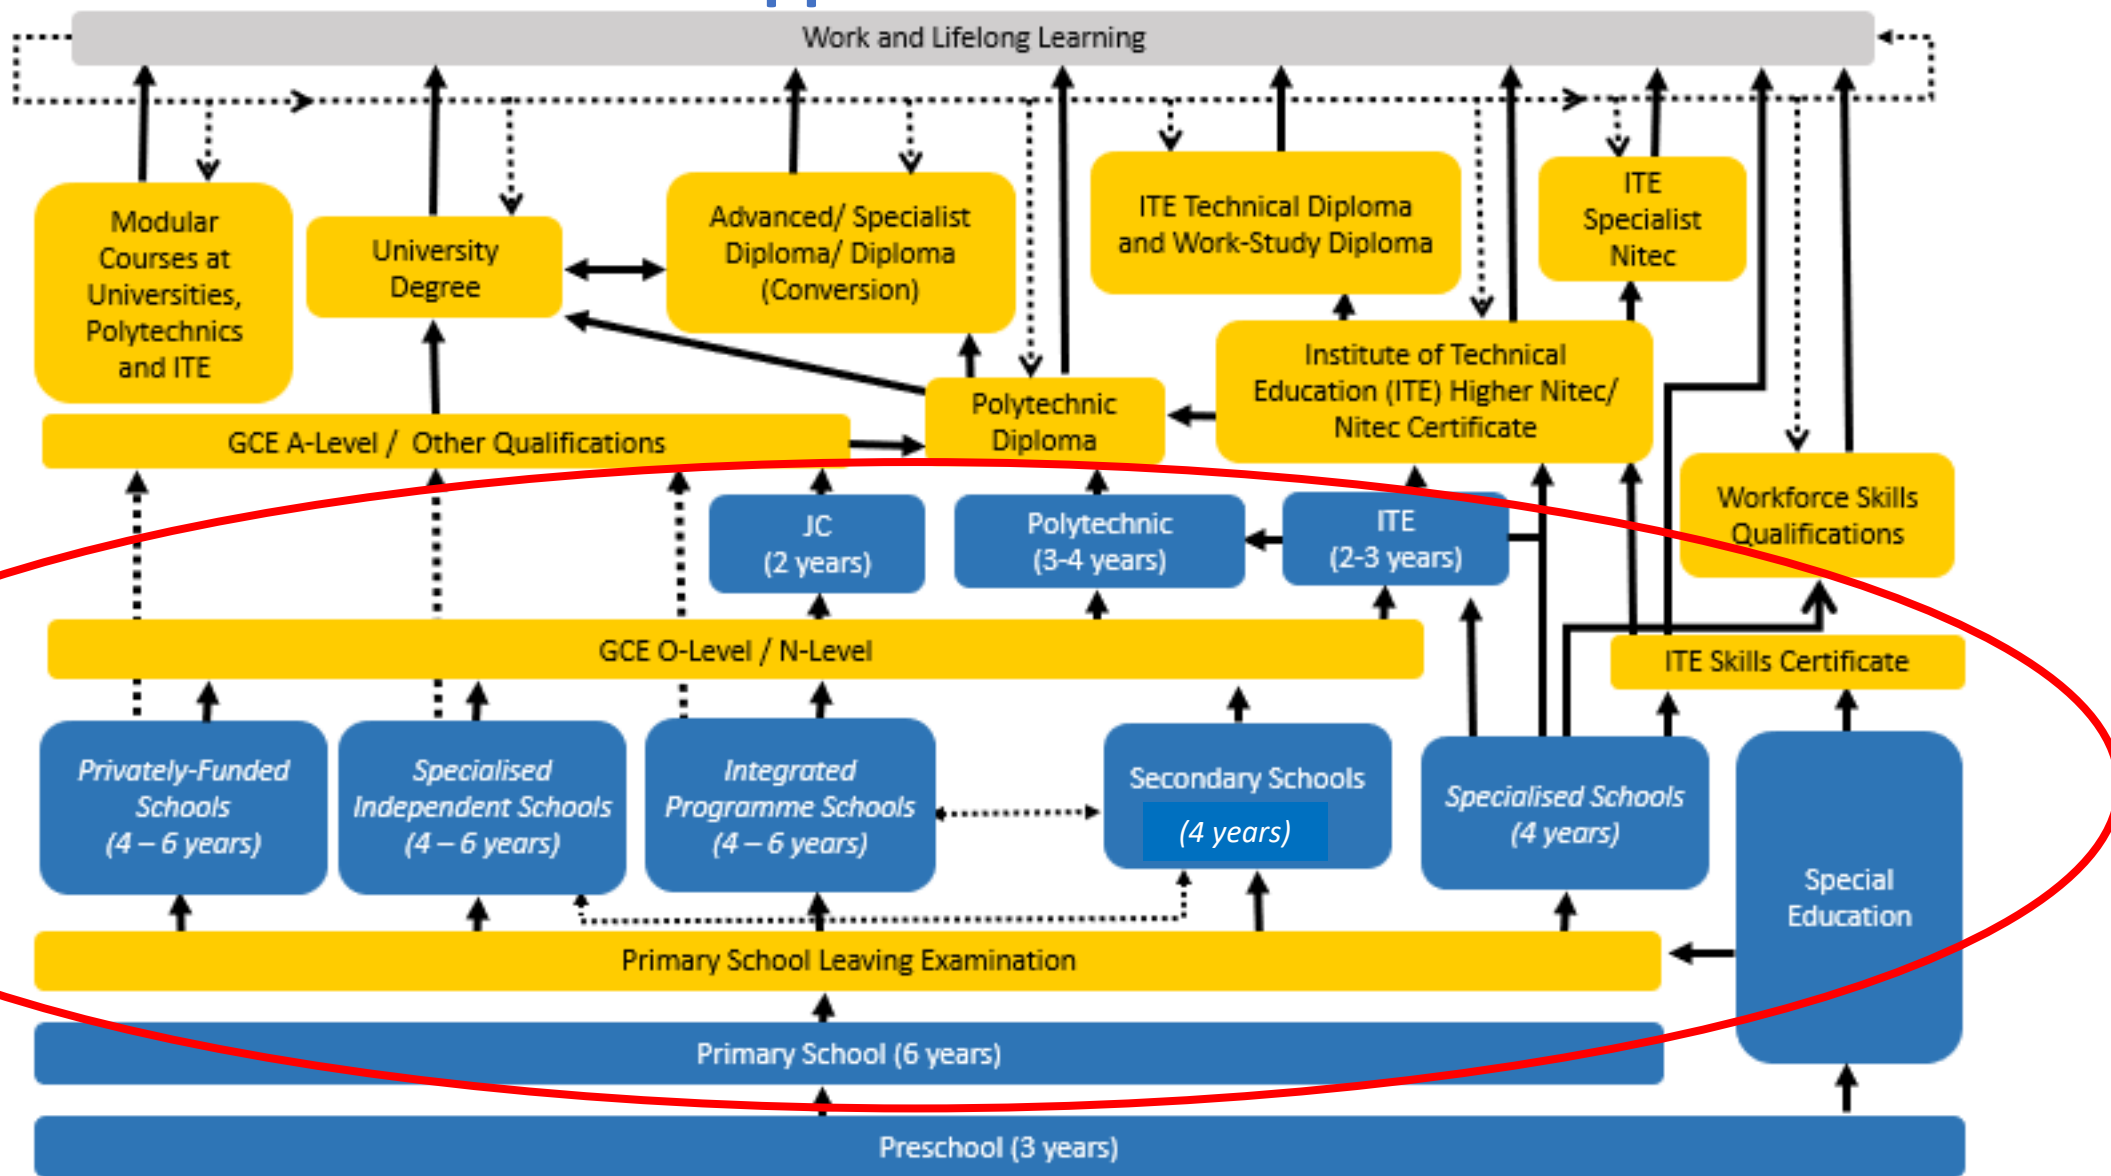 Work and Lifelong Learning
Modular
Courses at
Universities,
Polytechnics
and ITE
University
Degree
Advanced/ Specialist
Diploma/ Diploma
(Conversion)
ITE Technical Diploma
and Work-Study Diploma
ITE
Specialist
Nitec
Institute of Technical
Education (ITE) Higher Nitec/
Nitec Certificate
Polytechnic
Diploma
GCE A-Level / Other Qualifications
Workforce Skills
Qualifications
JC
(2 years)
Polytechnic
(3-4 years)
ITE
(2-3 years)
GCE O-Level / N-Level
ITE Skills Certificate
Privately-Funded
Schools
(4 – 6 years)
Specialised
Independent Schools
(4 – 6 years)
Integrated
Programme Schools
(4 – 6 years)
Secondary Schools
(4 years)
Specialised Schools
(4 years)
Special
Education
Primary School Leaving Examination
Primary School (6 years)
Preschool (3 years)